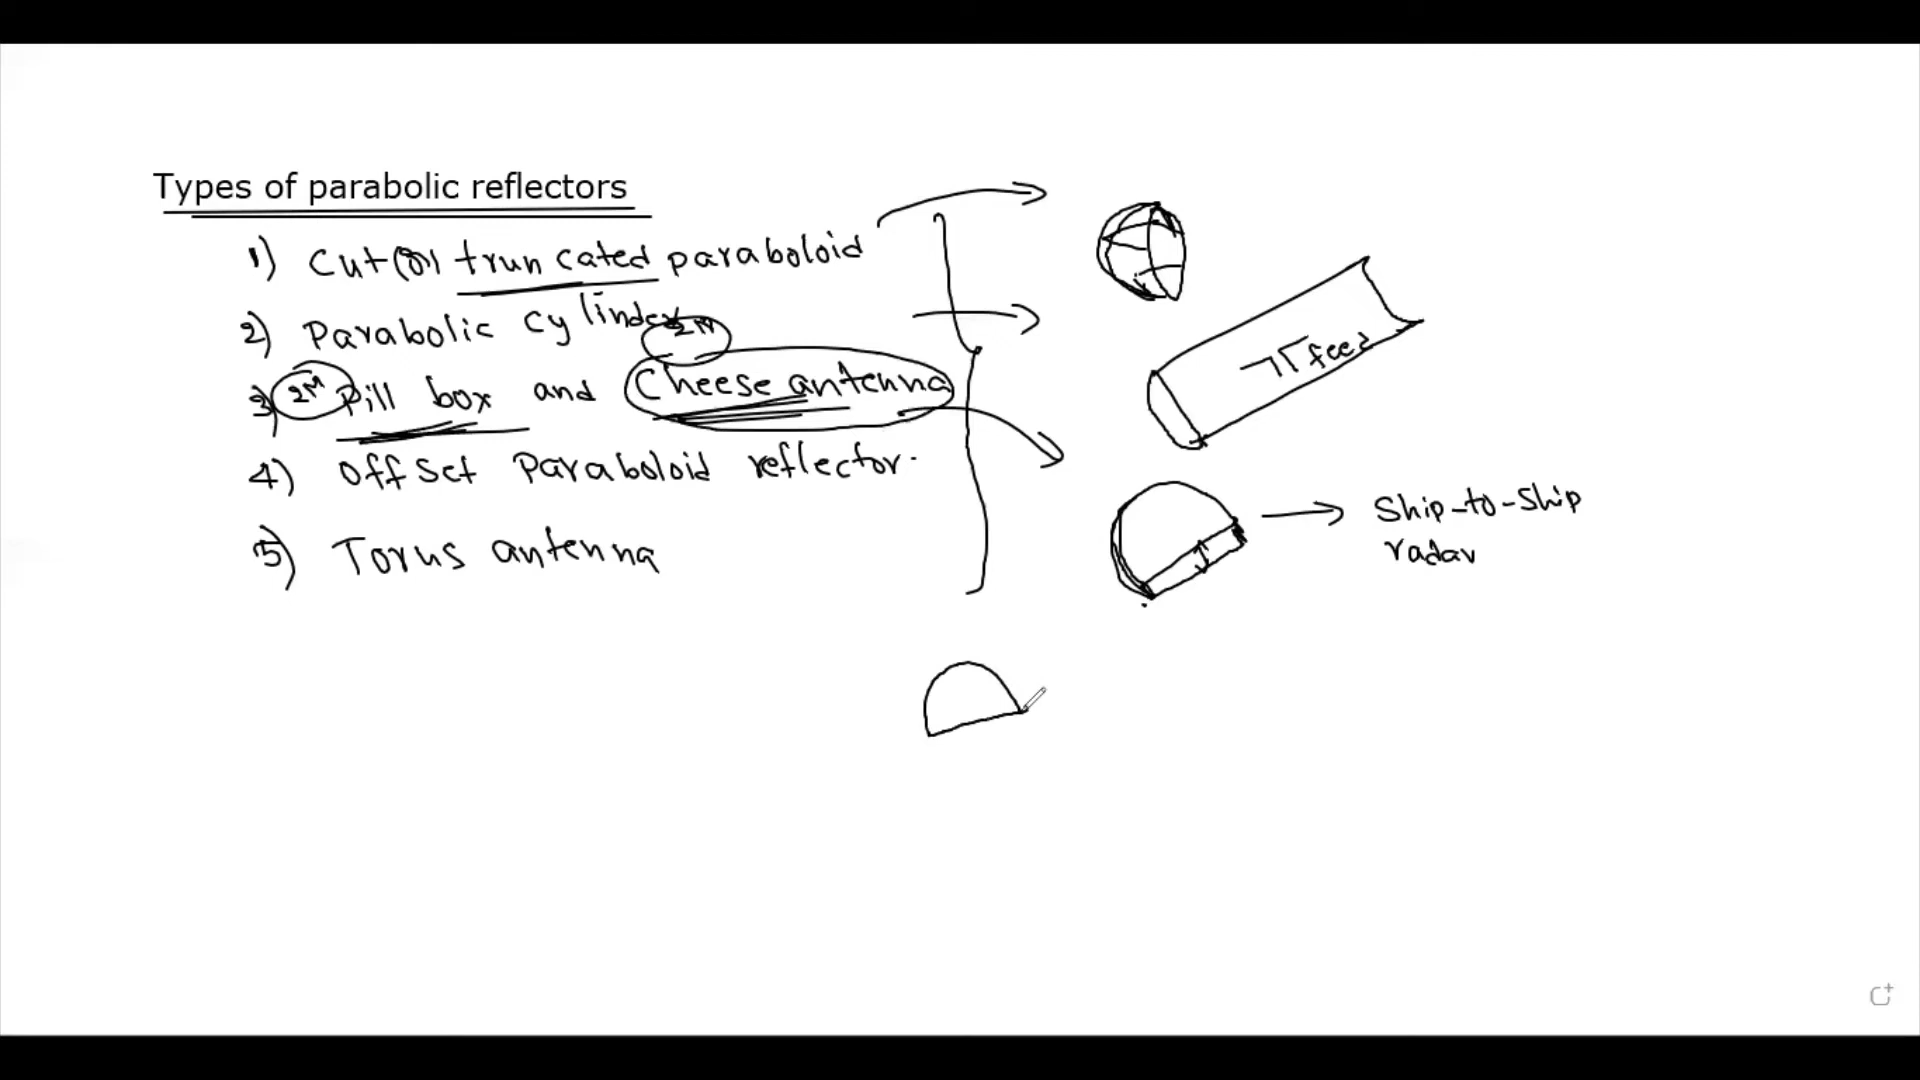 Types of parabolic reflectors
1) Cut (or) truncated paraboloid
2) Parabolic cylinder
3) Pill box and Cheese antenna
4) Offset Paraboloid reflector.
5) Torus antenna
feed
Ship-to-Ship
radar